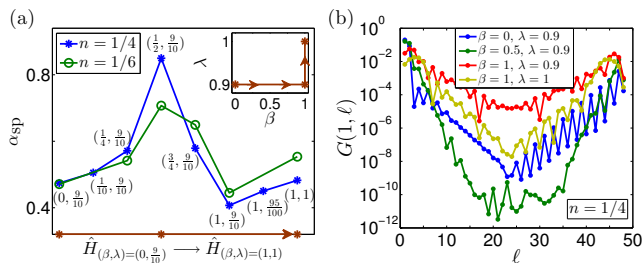 (a)
n = 1/4
n = 1/6
α_sp
0.8
0.4
(0, 9/10)
(1/10, 9/10)
(1/4, 9/10)
(1/2, 9/10)
(3/4, 9/10)
(1, 9/10)
(1, 95/100)
(1, 1)
λ
1
0.9
0
β
1
Ĥ_(β,λ)=(0,9/10) ⟶ Ĥ_(β,λ)=(1,1)
(b)
β = 0, λ = 0.9
β = 0.5, λ = 0.9
β = 1, λ = 0.9
β = 1, λ = 1
G(1, ℓ)
10^0
10^−2
10^−4
10^−6
10^−8
10^−10
10^−12
n = 1/4
0 10 20 30 40 50
ℓ